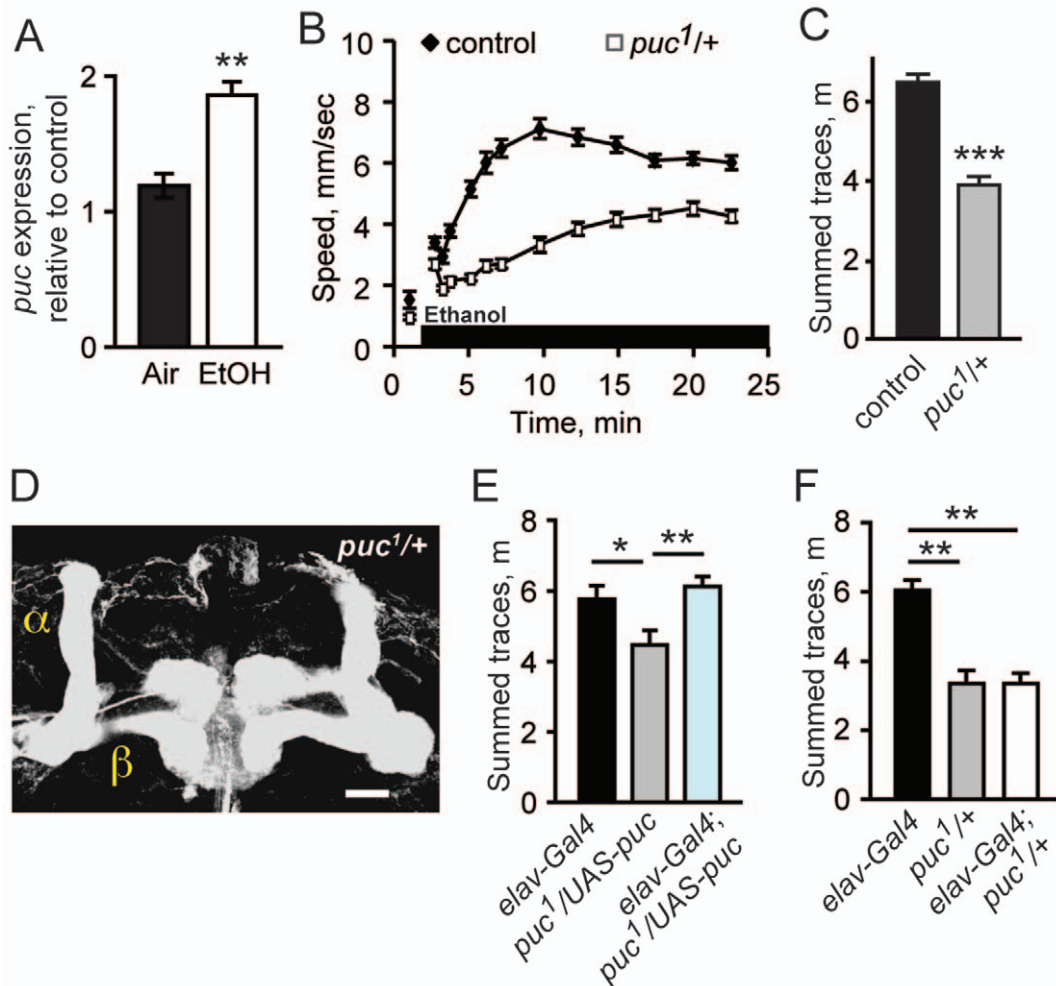 A
puc expression,
relative to control
2
1
0
**
Air
EtOH
B
control
puc1/+
Speed, mm/sec
10
8
6
4
2
0
Ethanol
0
5
10
15
20
25
Time, min
C
Summed traces, m
6
4
2
0
***
control
puc1/+
D
puc1/+
α
β
E
Summed traces, m
8
6
4
2
0
*
**
elav-Gal4
puc1/UAS-puc
elav-Gal4;
puc1/UAS-puc
F
Summed traces, m
8
6
4
2
0
**
**
elav-Gal4
puc1/+
elav-Gal4;
puc1/+